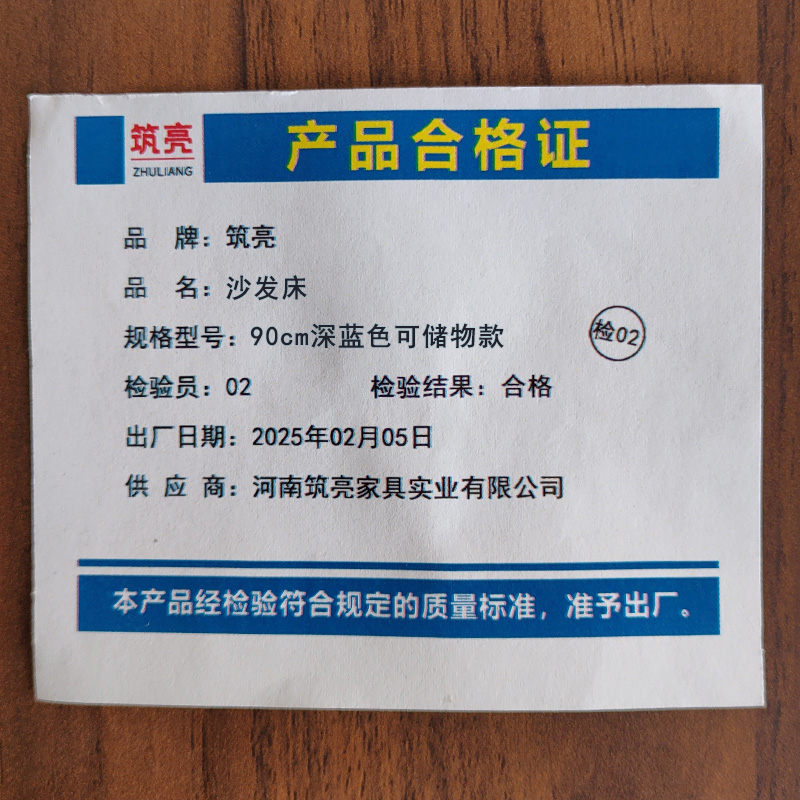 筑亮
ZHULIANG
产品合格证
品 牌：筑亮
品 名：沙发床
规格型号：90cm深蓝色可储物款
检02
检验员：02 检验结果：合格
出厂日期：2025年02月05日
供 应 商：河南筑亮家具实业有限公司
本产品经检验符合规定的质量标准，准予出厂。